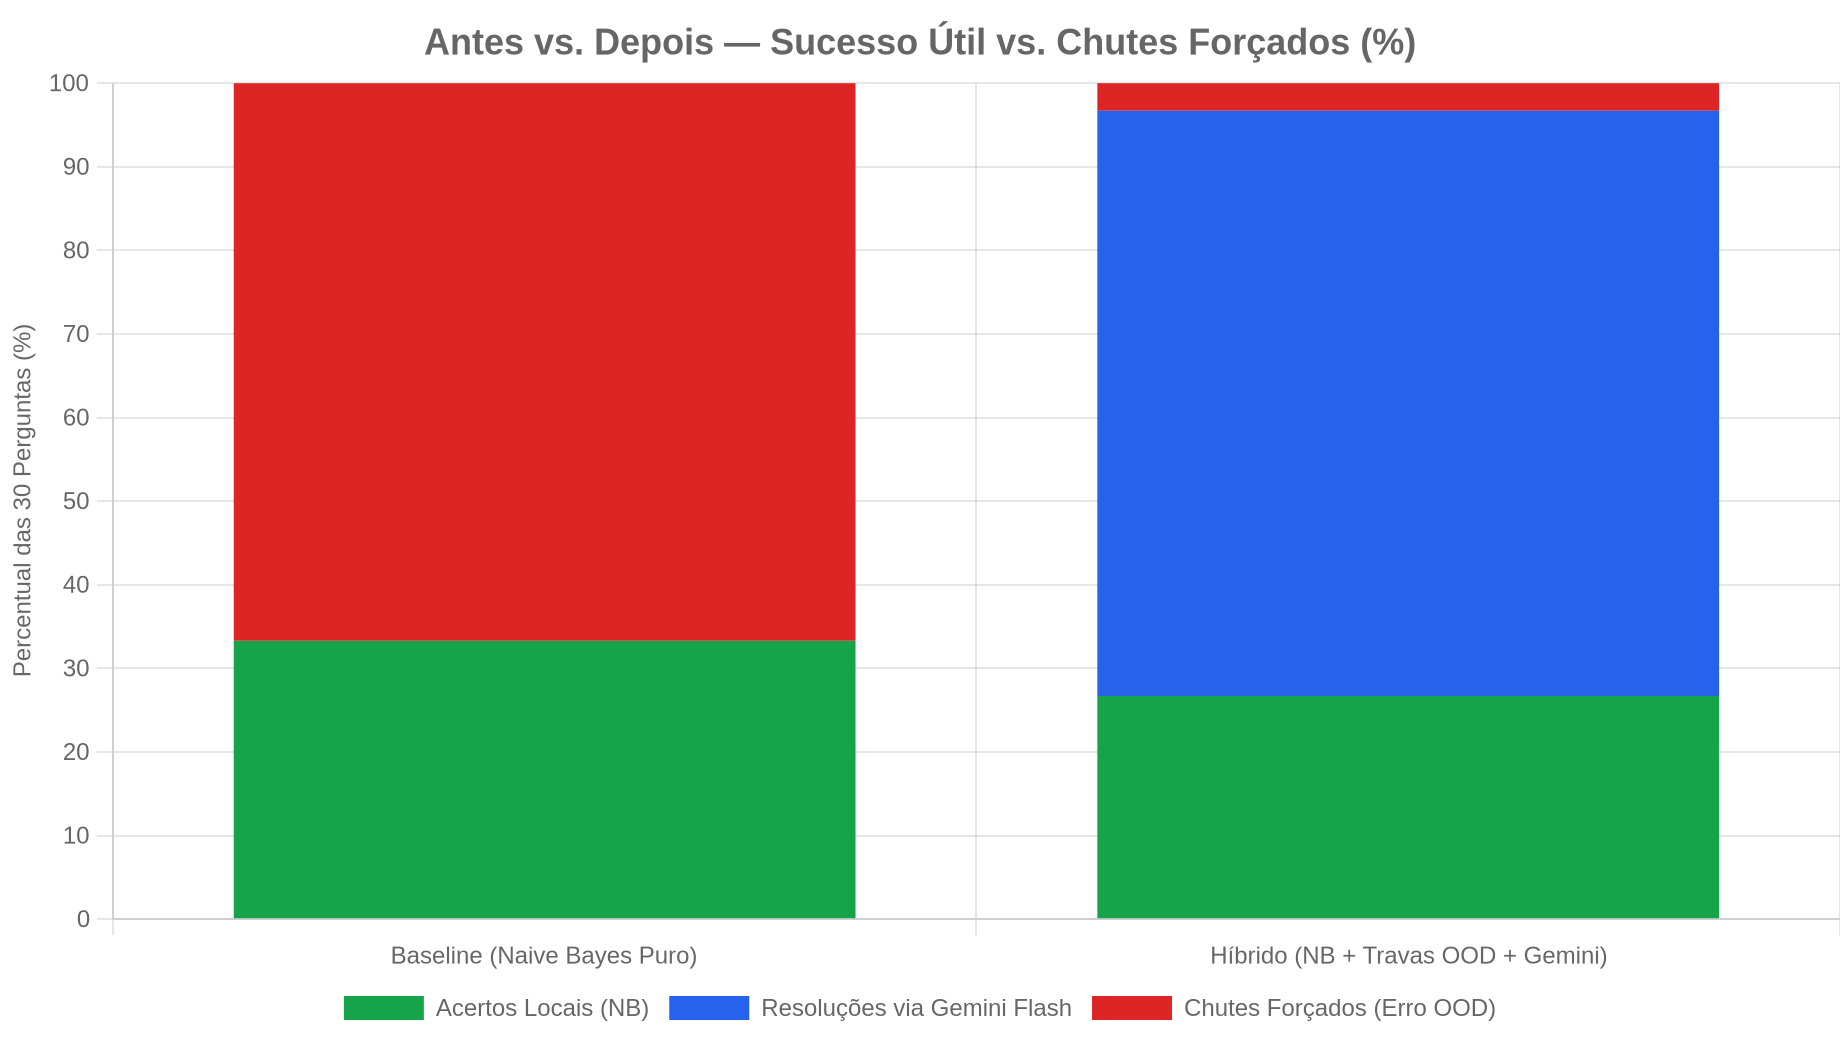 Antes vs. Depois — Sucesso Útil vs. Chutes Forçados (%)
Percentual das 30 Perguntas (%)
100
90
80
70
60
50
40
30
20
10
0
Baseline (Naive Bayes Puro)
Híbrido (NB + Travas OOD + Gemini)
Acertos Locais (NB)
Resoluções via Gemini Flash
Chutes Forçados (Erro OOD)